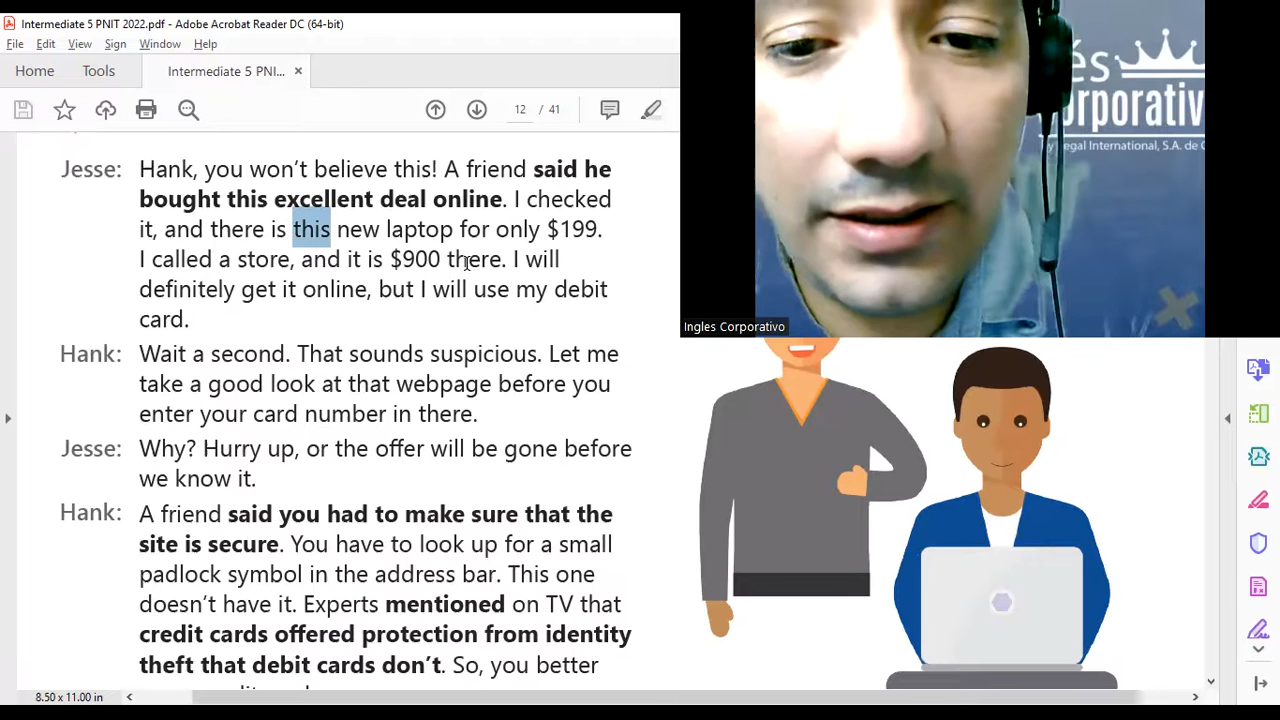 Intermediate 5 PNIT 2022.pdf - Adobe Acrobat Reader DC (64-bit)
File Edit View Sign Window Help
Home Tools Intermediate 5 PNI... ×
12 / 41
és
orporativ
Jesse: Hank, you won't believe this! A friend said he
bought this excellent deal online. I checked
it, and there is this new laptop for only $199.
I called a store, and it is $900 there. I will
definitely get it online, but I will use my debit
card.
Ingles Corporativo
Hank: Wait a second. That sounds suspicious. Let me
take a good look at that webpage before you
enter your card number in there.
Jesse: Why? Hurry up, or the offer will be gone before
we know it.
Hank: A friend said you had to make sure that the
site is secure. You have to look up for a small
padlock symbol in the address bar. This one
doesn't have it. Experts mentioned on TV that
credit cards offered protection from identity
theft that debit cards don't. So, you better
8.50 x 11.00 in